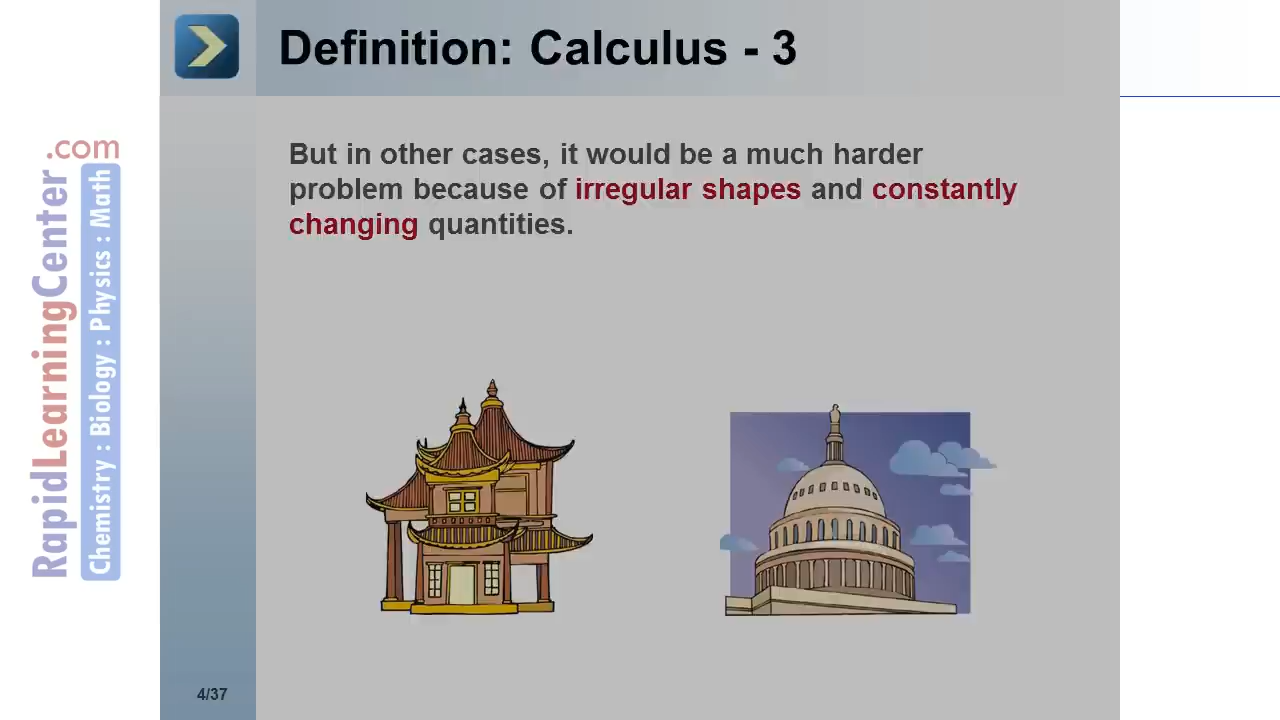 Definition: Calculus - 3
But in other cases, it would be a much harder
problem because of irregular shapes and constantly
changing quantities.
RapidLearningCenter.com
Chemistry : Biology : Physics : Math
4/37